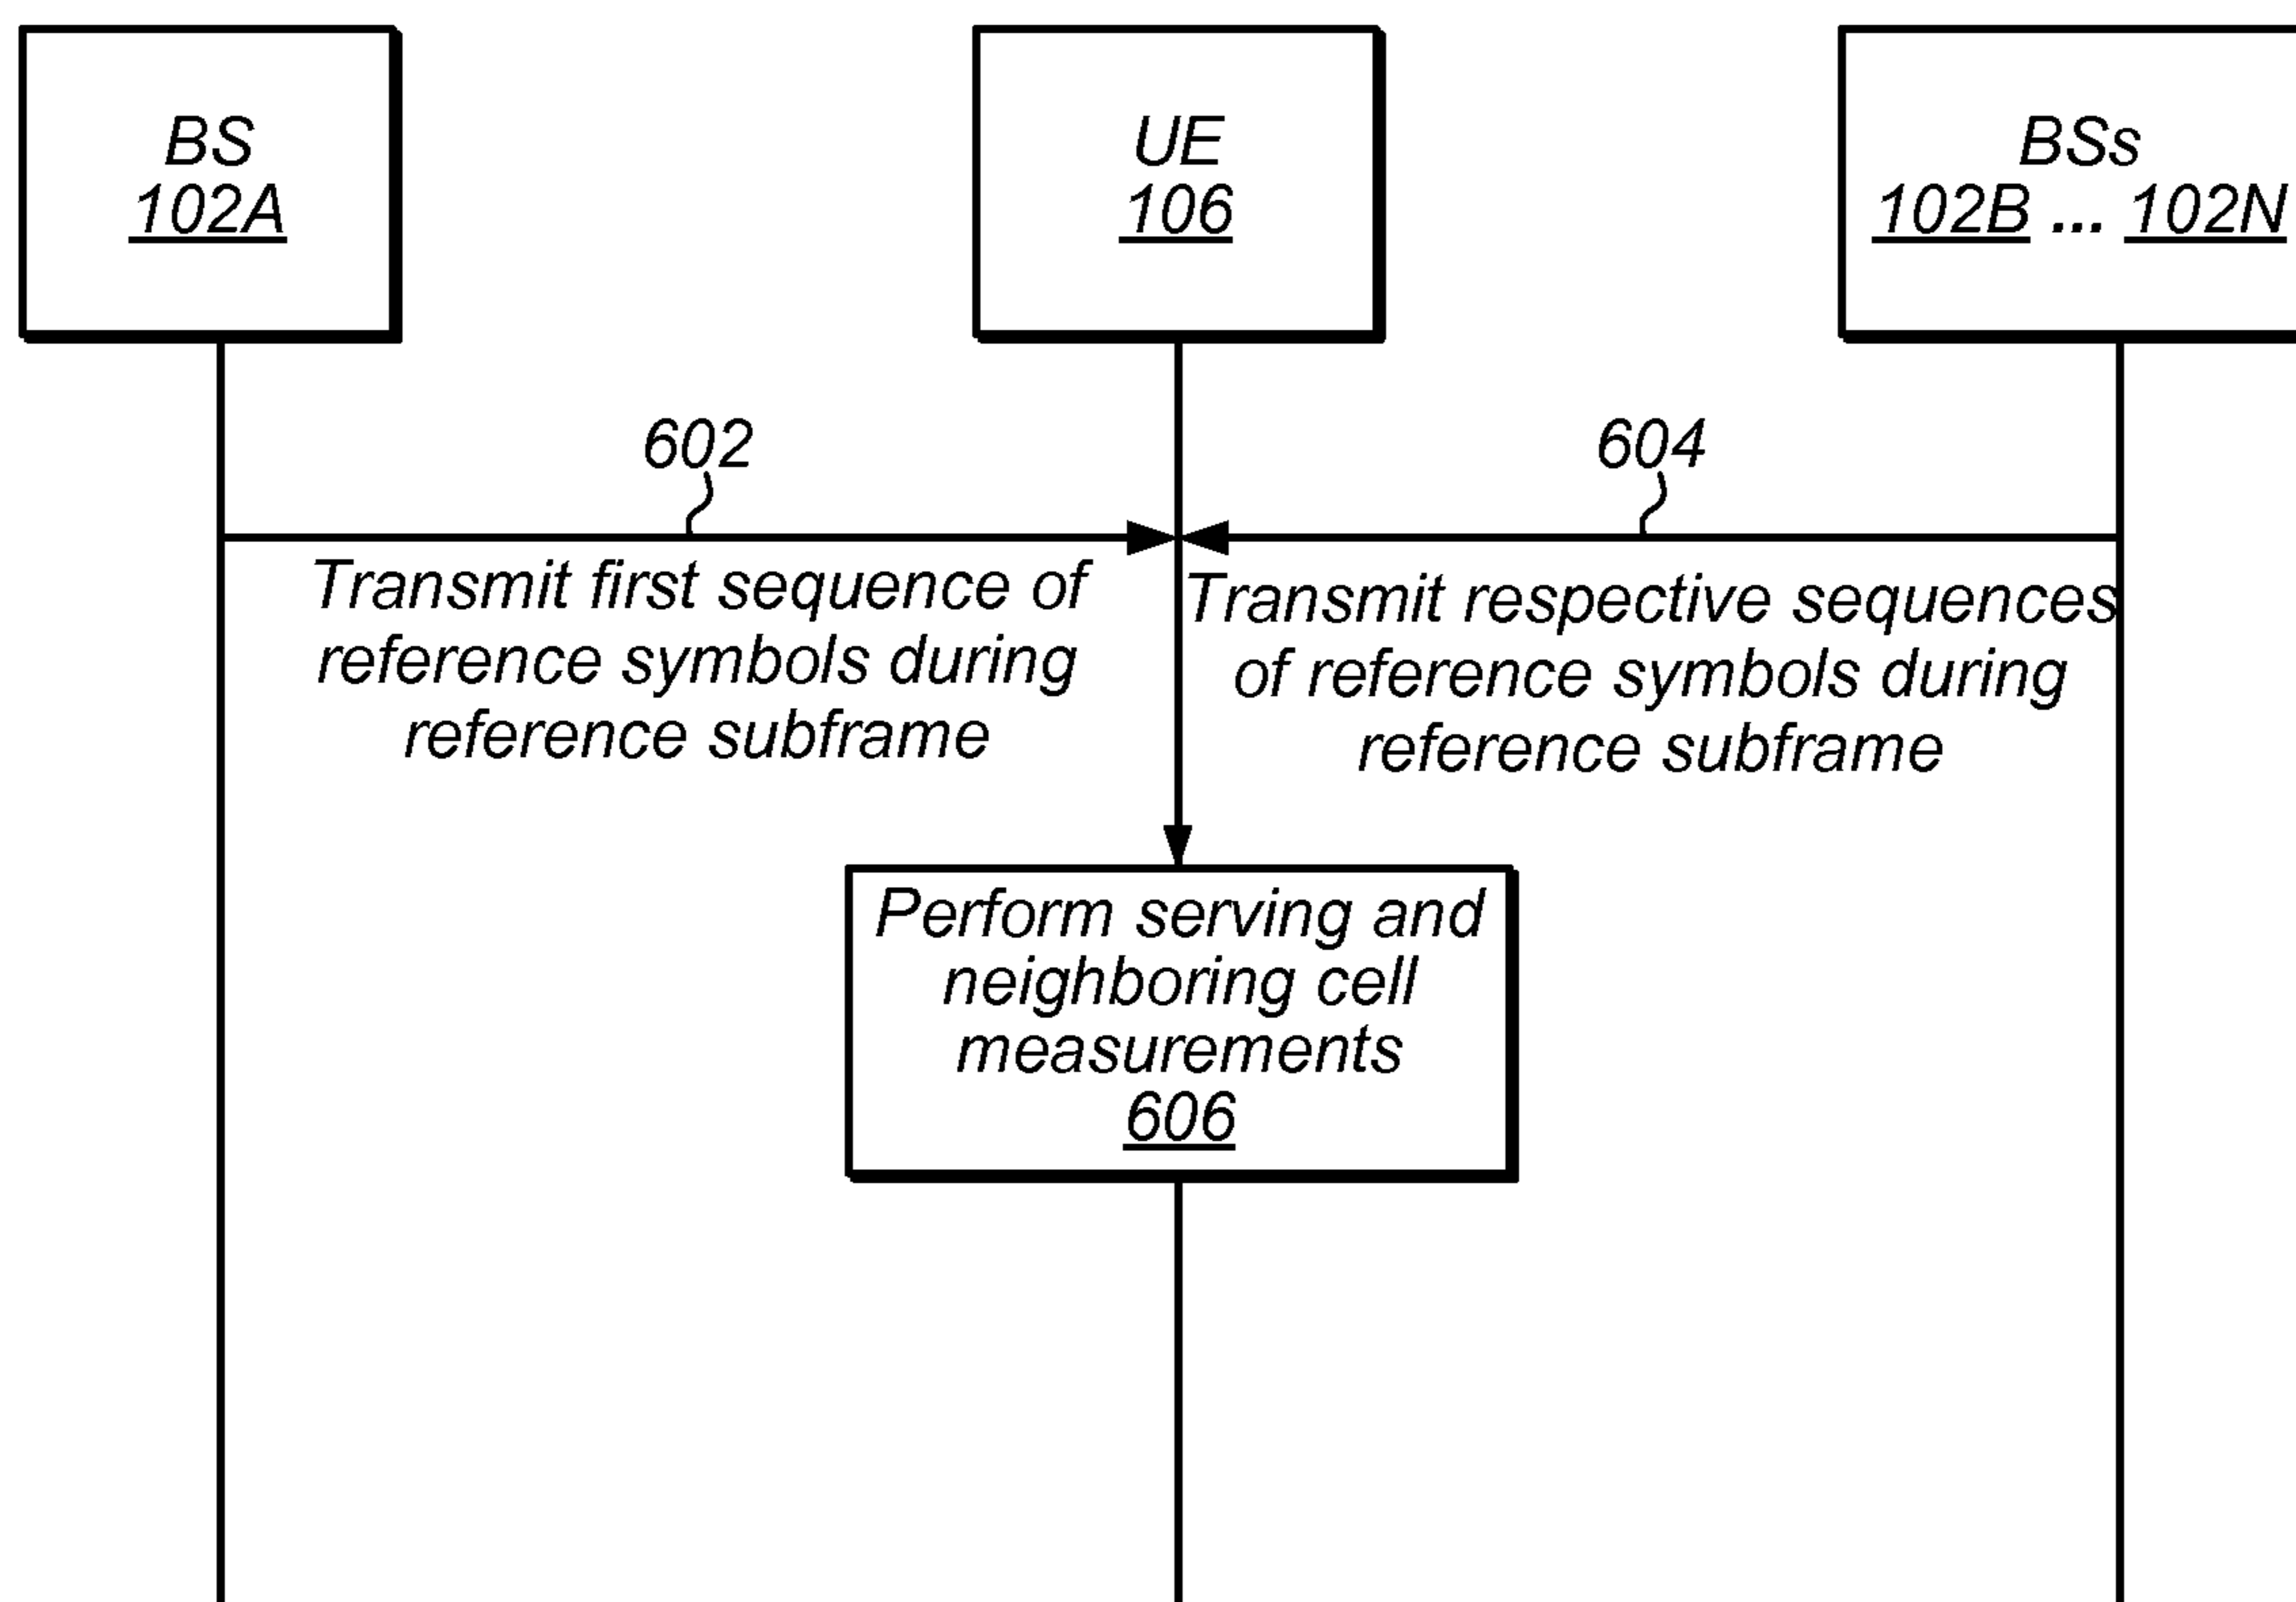 BS
102A
UE
106
BSs
102B ... 102N
602
604
Transmit first sequence of
reference symbols during
reference subframe
Transmit respective sequences
of reference symbols during
reference subframe
Perform serving and
neighboring cell
measurements
606